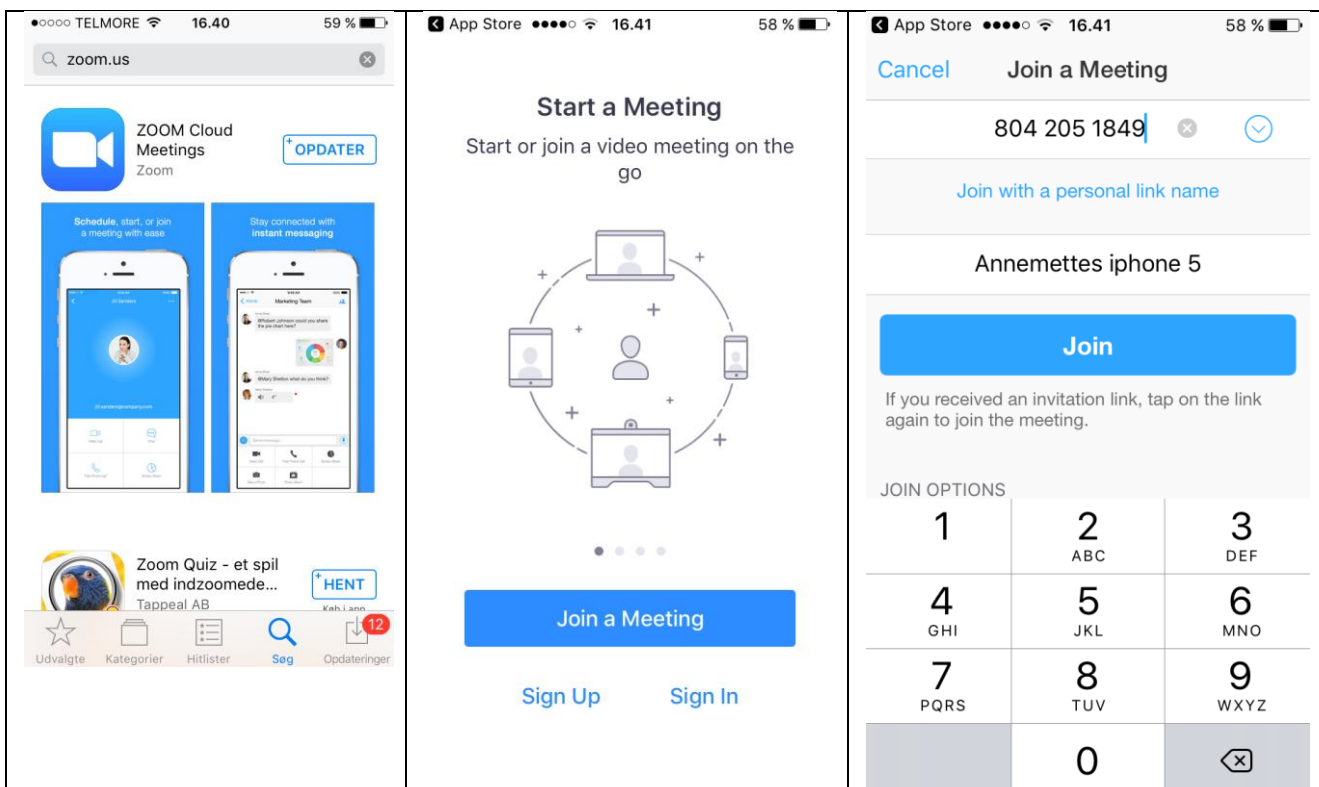 TELMORE 16.40 59 %
zoom.us
ZOOM Cloud
Meetings
Zoom
OPDATER
Schedule, start, or join
a meeting with ease
Stay connected with
instant messaging
Marketing Team
Zoom Quiz - et spil
med indzoomede...
Tappeal AB
HENT
Køb i app
12
Udvalgte Kategorier Hitlister Søg Opdateringer
App Store 16.41 58 %
Start a Meeting
Start or join a video meeting on the
go
Join a Meeting
Sign Up Sign In
App Store 16.41 58 %
Cancel Join a Meeting
804 205 1849
Join with a personal link name
Annemettes iphone 5
Join
If you received an invitation link, tap on the link
again to join the meeting.
JOIN OPTIONS
1 2 3
ABC DEF
4 5 6
GHI JKL MNO
7 8 9
PQRS TUV WXYZ
0